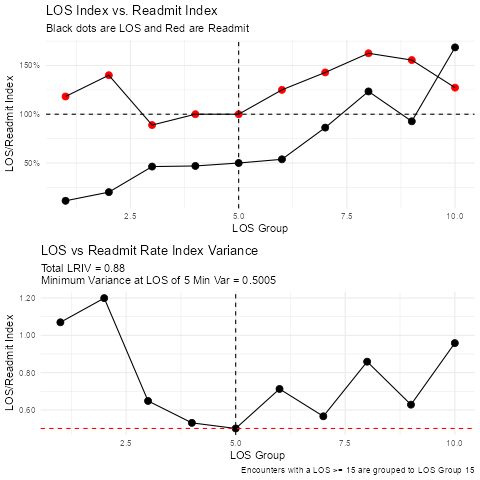 LOS Index vs. Readmit Index
Black dots are LOS and Red are Readmit
LOS/Readmit Index
150%
100%
50%
2.5
5.0
7.5
10.0
LOS Group
LOS vs Readmit Rate Index Variance
Total LRIV = 0.88
Minimum Variance at LOS of 5 Min Var = 0.5005
LOS/Readmit Index
1.20
1.00
0.80
0.60
2.5
5.0
7.5
10.0
LOS Group
Encounters with a LOS >= 15 are grouped to LOS Group 15